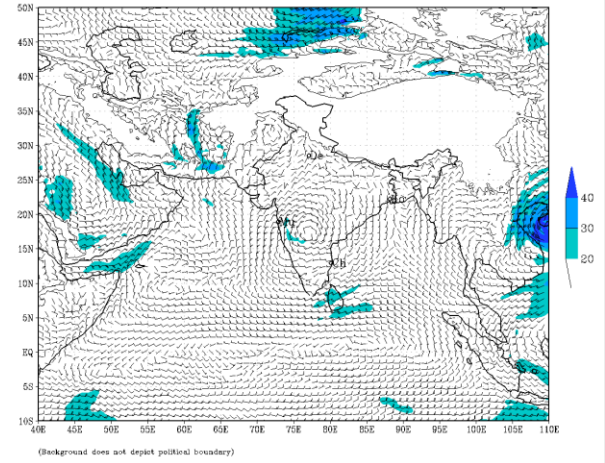 50N
45N
40N
35N
30N
25N
20N
15N
10N
5N
EQ
5S
10S
40E 45E 50E 55E 60E 65E 70E 75E 80E 85E 90E 95E 100E 105E 110E
Ch
40
30
20
(Background does not depict political boundary)